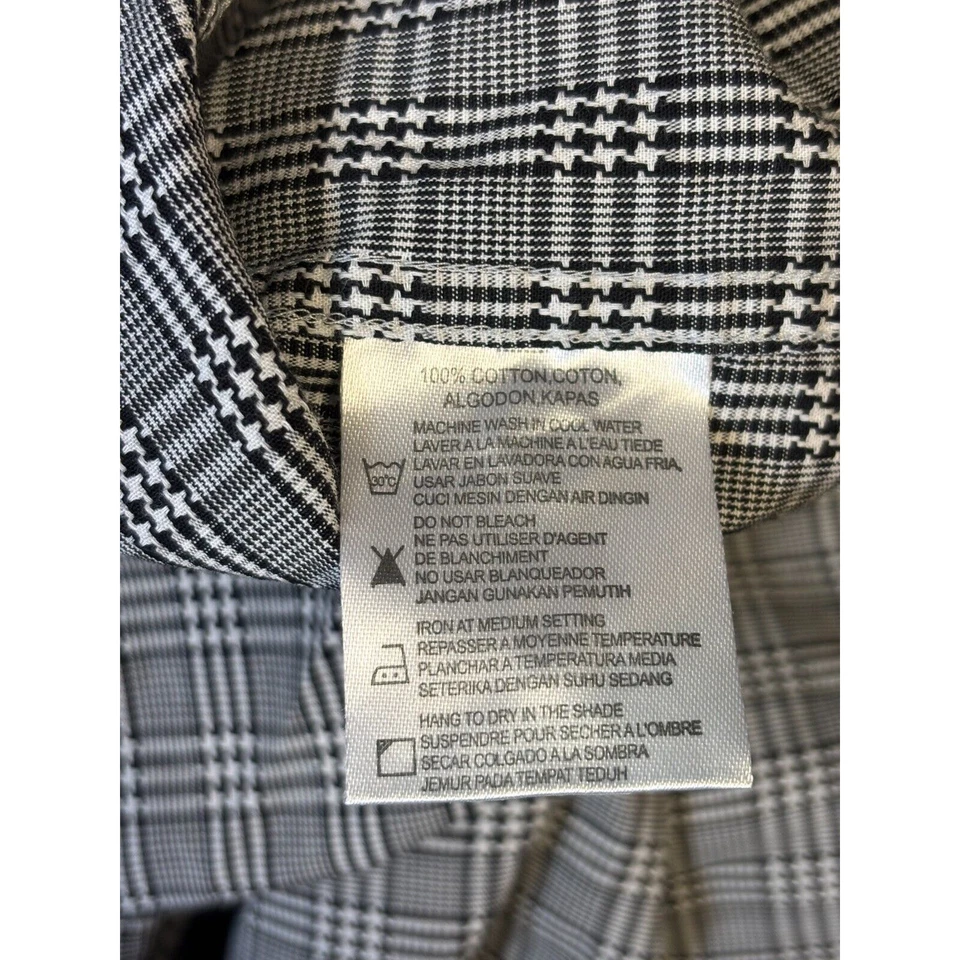 100% COTTON,COTON,
ALGODON,KAPAS
MACHINE WASH IN COOL WATER
LAVER A LA MACHINE A L'EAU TIEDE
LAVAR EN LAVADORA CON AGUA FRIA,
USAR JABON SUAVE
CUCI MESIN DENGAN AIR DINGIN
30°C
DO NOT BLEACH
NE PAS UTILISER D'AGENT
DE BLANCHIMENT
NO USAR BLANQUEADOR
JANGAN GUNAKAN PEMUTIH
IRON AT MEDIUM SETTING
REPASSER A MOYENNE TEMPERATURE
PLANCHAR A TEMPERATURA MEDIA
SETERIKA DENGAN SUHU SEDANG
HANG TO DRY IN THE SHADE
SUSPENDRE POUR SECHER A L'OMBRE
SECAR COLGADO A LA SOMBRA
JEMUR PADA TEMPAT TEDUH